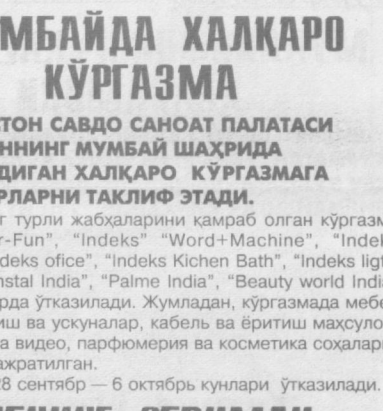 МБАЙДА ХАЛҚАРО
КЎРГАЗМА
ТОН САВДО САНОАТ ПАЛАТАСИ
ННИНГ МУМБАЙ ШАҲРИДА
ДИГАН ХАЛҚАРО КЎРГАЗМАГА
РЛАРНИ ТАКЛИФ ЭТАДИ.
г турли жабҳаларини қамраб олган кўргазм
r-Fun", "Indeks" "Word+Machine", "Indek
deks ofice", "Indeks Kichen Bath", "Indeks ligt
nstal India", "Palme India", "Beauty world Indi
рда ўтказилади. Жумладан, кўргазмада мебе
иш ва ускуналар, кабель ва ёритиш маҳсуло
а видео, парфюмерия ва косметика соҳалари
ажратилган.
28 сентябр — 6 октябрь кунлари ўтказилади.